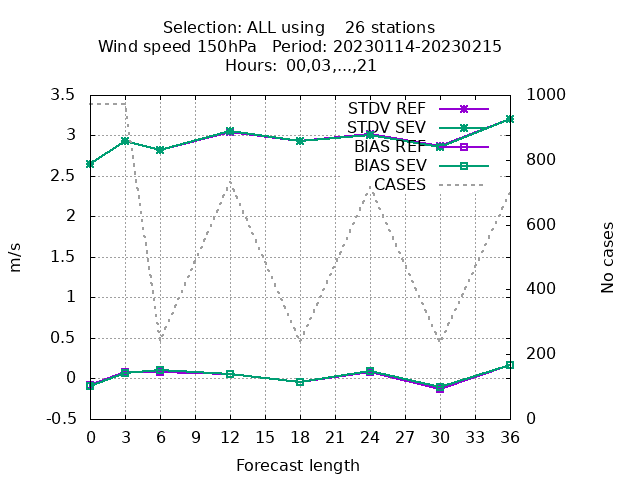 Selection: ALL using    26 stations
Wind speed 150hPa   Period: 20230114-20230215
Hours: 00,03,...,21
3.5
3
2.5
2
1.5
1
0.5
0
-0.5
m/s
STDV REF
STDV SEV
BIAS REF
BIAS SEV
CASES
1000
800
600
400
200
0
No cases
0 3 6 9 12 15 18 21 24 27 30 33 36
Forecast length